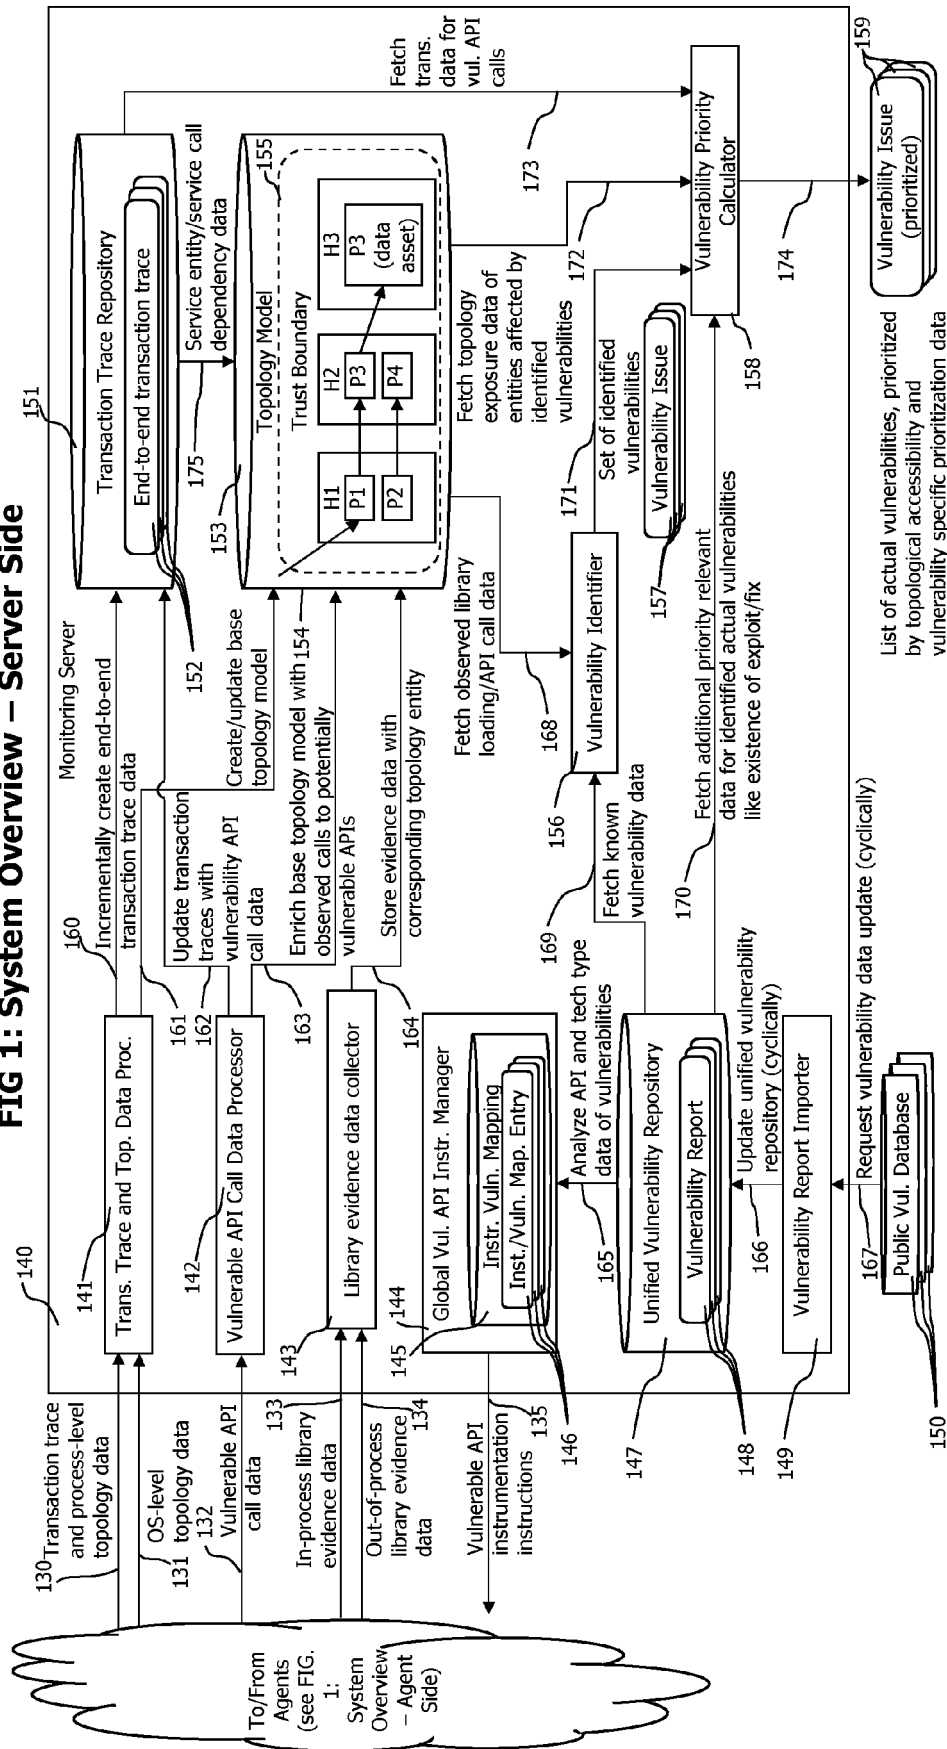 FIG 1: System Overview – Server Side
140
Monitoring Server
To/From
Agents
(see FIG.
1:
System
Overview
– Agent
Side)
130
Transaction trace
and process-level
topology data
131
OS-level
topology data
132
Vulnerable API
call data
133
In-process library
evidence data
134
Out-of-process
library evidence
data
135
Vulnerable API
instrumentation
instructions
141
Trans. Trace and Top. Data Proc.
142
Vulnerable API Call Data Processor
143
Library evidence data collector
144
Global Vul. API Instr. Manager
145
Instr. Vuln. Mapping
Inst./Vuln. Map. Entry
146
147
Unified Vulnerability Repository
Vulnerability Report
148
149
Vulnerability Report Importer
150
Public Vul. Database
160
Incrementally create end-to-end
transaction trace data
161
Create/update base
topology model
162
Update transaction
traces with
vulnerability API
call data
163
Enrich base topology model with
observed calls to potentially
vulnerable APIs
164
Store evidence data with
corresponding topology entity
165
Analyze API and tech type
data of vulnerabilities
166
Update unified vulnerability
repository (cyclically)
167
Request vulnerability data update (cyclically)
151
Transaction Trace Repository
End-to-end transaction trace
152
175
Service entity/service call
dependency data
153
Topology Model
154
Trust Boundary
155
H1
P1
P2
H2
P3
P4
H3
P3
(data
asset)
168
Fetch observed library
loading/API call data
169
Fetch known
vulnerability data
156
Vulnerability Identifier
170
Fetch additional priority relevant
data for identified actual vulnerabilities
like existence of exploit/fix
171
Set of identified
vulnerabilities
Vulnerability Issue
157
172
Fetch topology
exposure data of
entities affected by
identified
vulnerabilities
173
Fetch
trans.
data for
vul. API
calls
158
Vulnerability Priority
Calculator
174
Vulnerability Issue
(prioritized)
159
List of actual vulnerabilities, prioritized
by topological accessibility and
vulnerability specific prioritization data